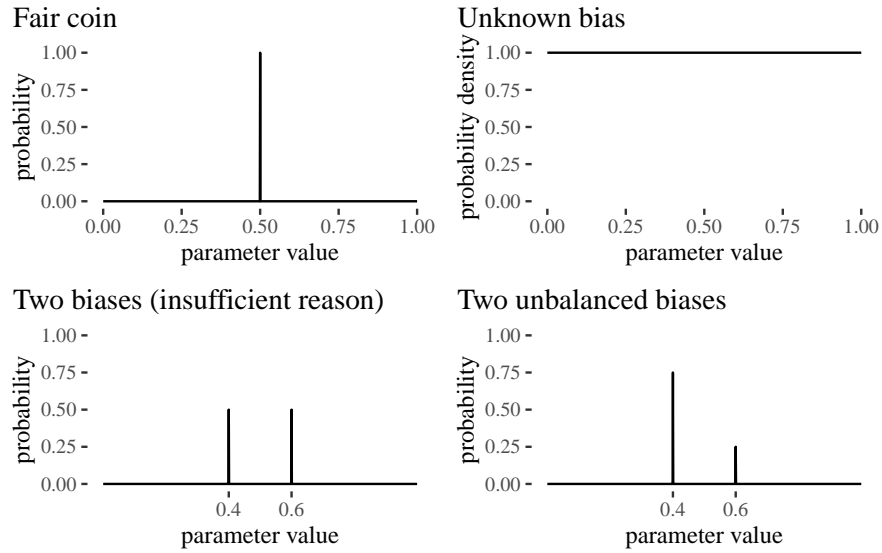 Fair coin
1.00
0.75
0.50
0.25
0.00
probability
0.00 0.25 0.50 0.75 1.00
parameter value
Unknown bias
1.00
0.75
0.50
0.25
0.00
probability density
0.00 0.25 0.50 0.75 1.00
parameter value
Two biases (insufficient reason)
1.00
0.75
0.50
0.25
0.00
probability
0.4 0.6
parameter value
Two unbalanced biases
1.00
0.75
0.50
0.25
0.00
probability
0.4 0.6
parameter value